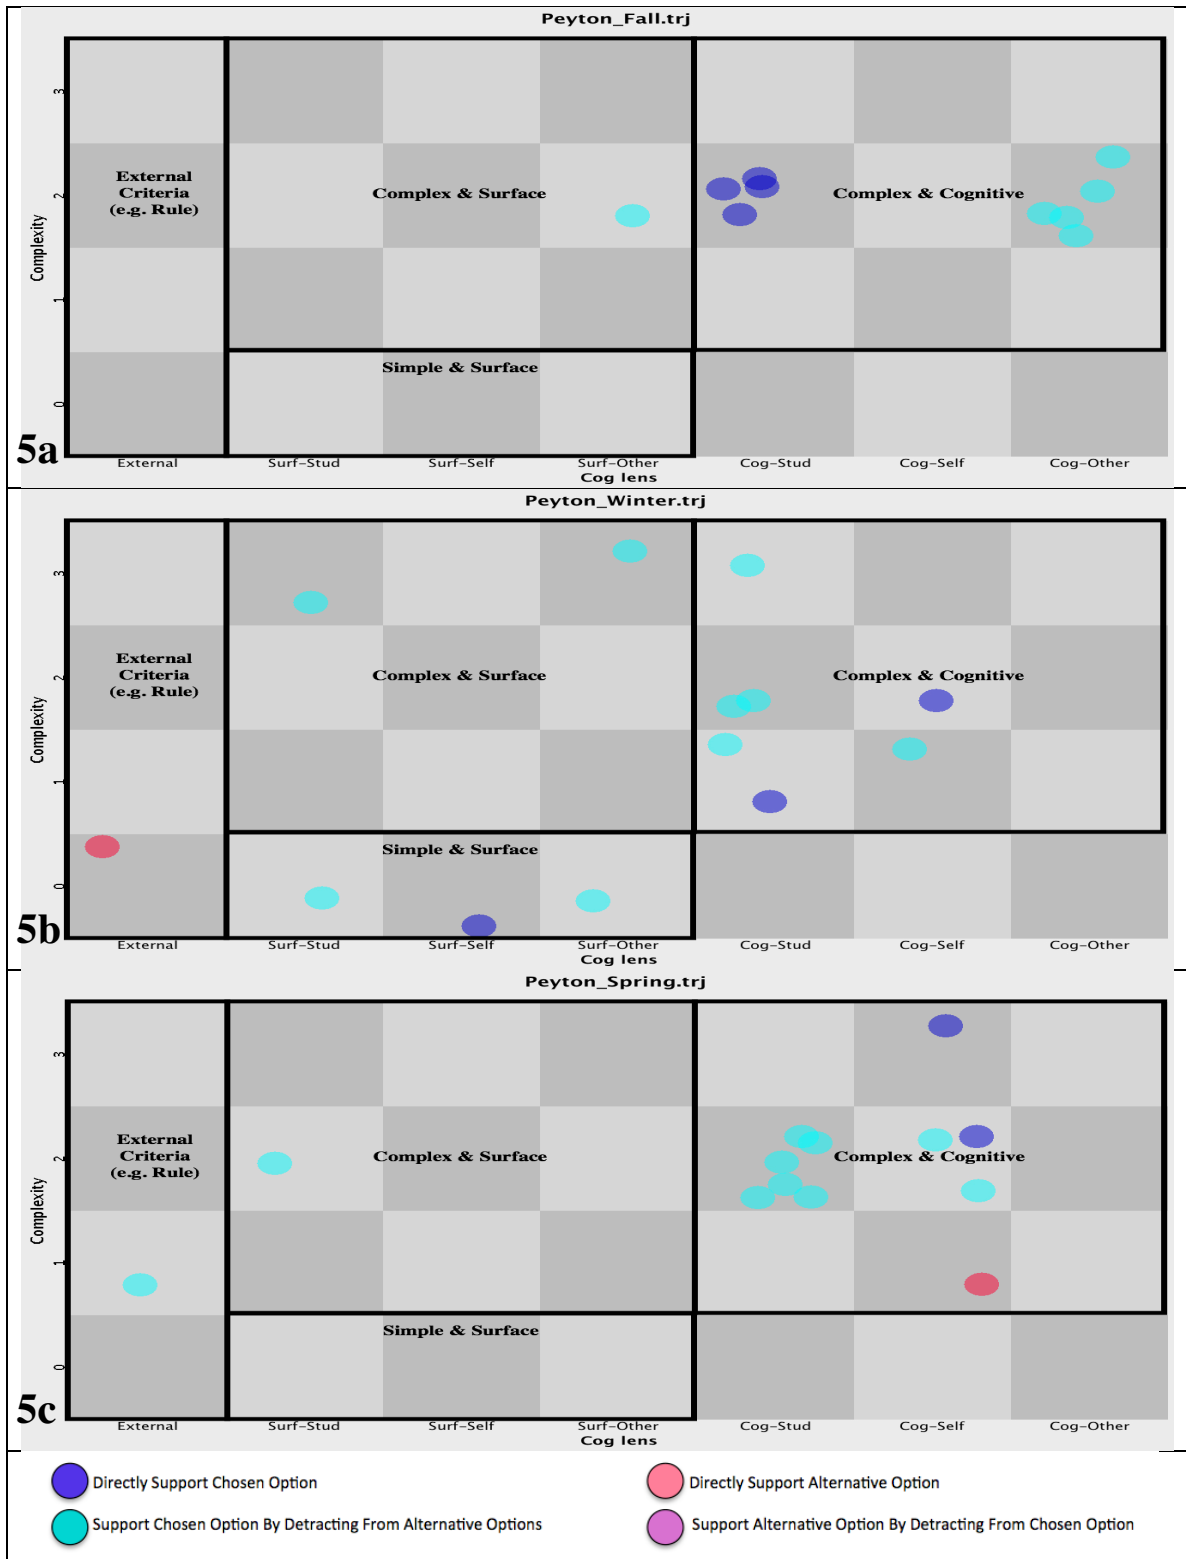 Peyton_Fall.trj
3
2
1
0
Complexity
External
Criteria
(e.g. Rule)
Complex & Surface
Complex & Cognitive
Simple & Surface
5a
External Surf-Stud Surf-Self Surf-Other Cog-Stud Cog-Self Cog-Other
Cog lens
Peyton_Winter.trj
3
2
1
0
Complexity
External
Criteria
(e.g. Rule)
Complex & Surface
Complex & Cognitive
Simple & Surface
5b
External Surf-Stud Surf-Self Surf-Other Cog-Stud Cog-Self Cog-Other
Cog lens
Peyton_Spring.trj
3
2
1
0
Complexity
External
Criteria
(e.g. Rule)
Complex & Surface
Complex & Cognitive
Simple & Surface
5c
External Surf-Stud Surf-Self Surf-Other Cog-Stud Cog-Self Cog-Other
Cog lens
Directly Support Chosen Option
Directly Support Alternative Option
Support Chosen Option By Detracting From Alternative Options
Support Alternative Option By Detracting From Chosen Option